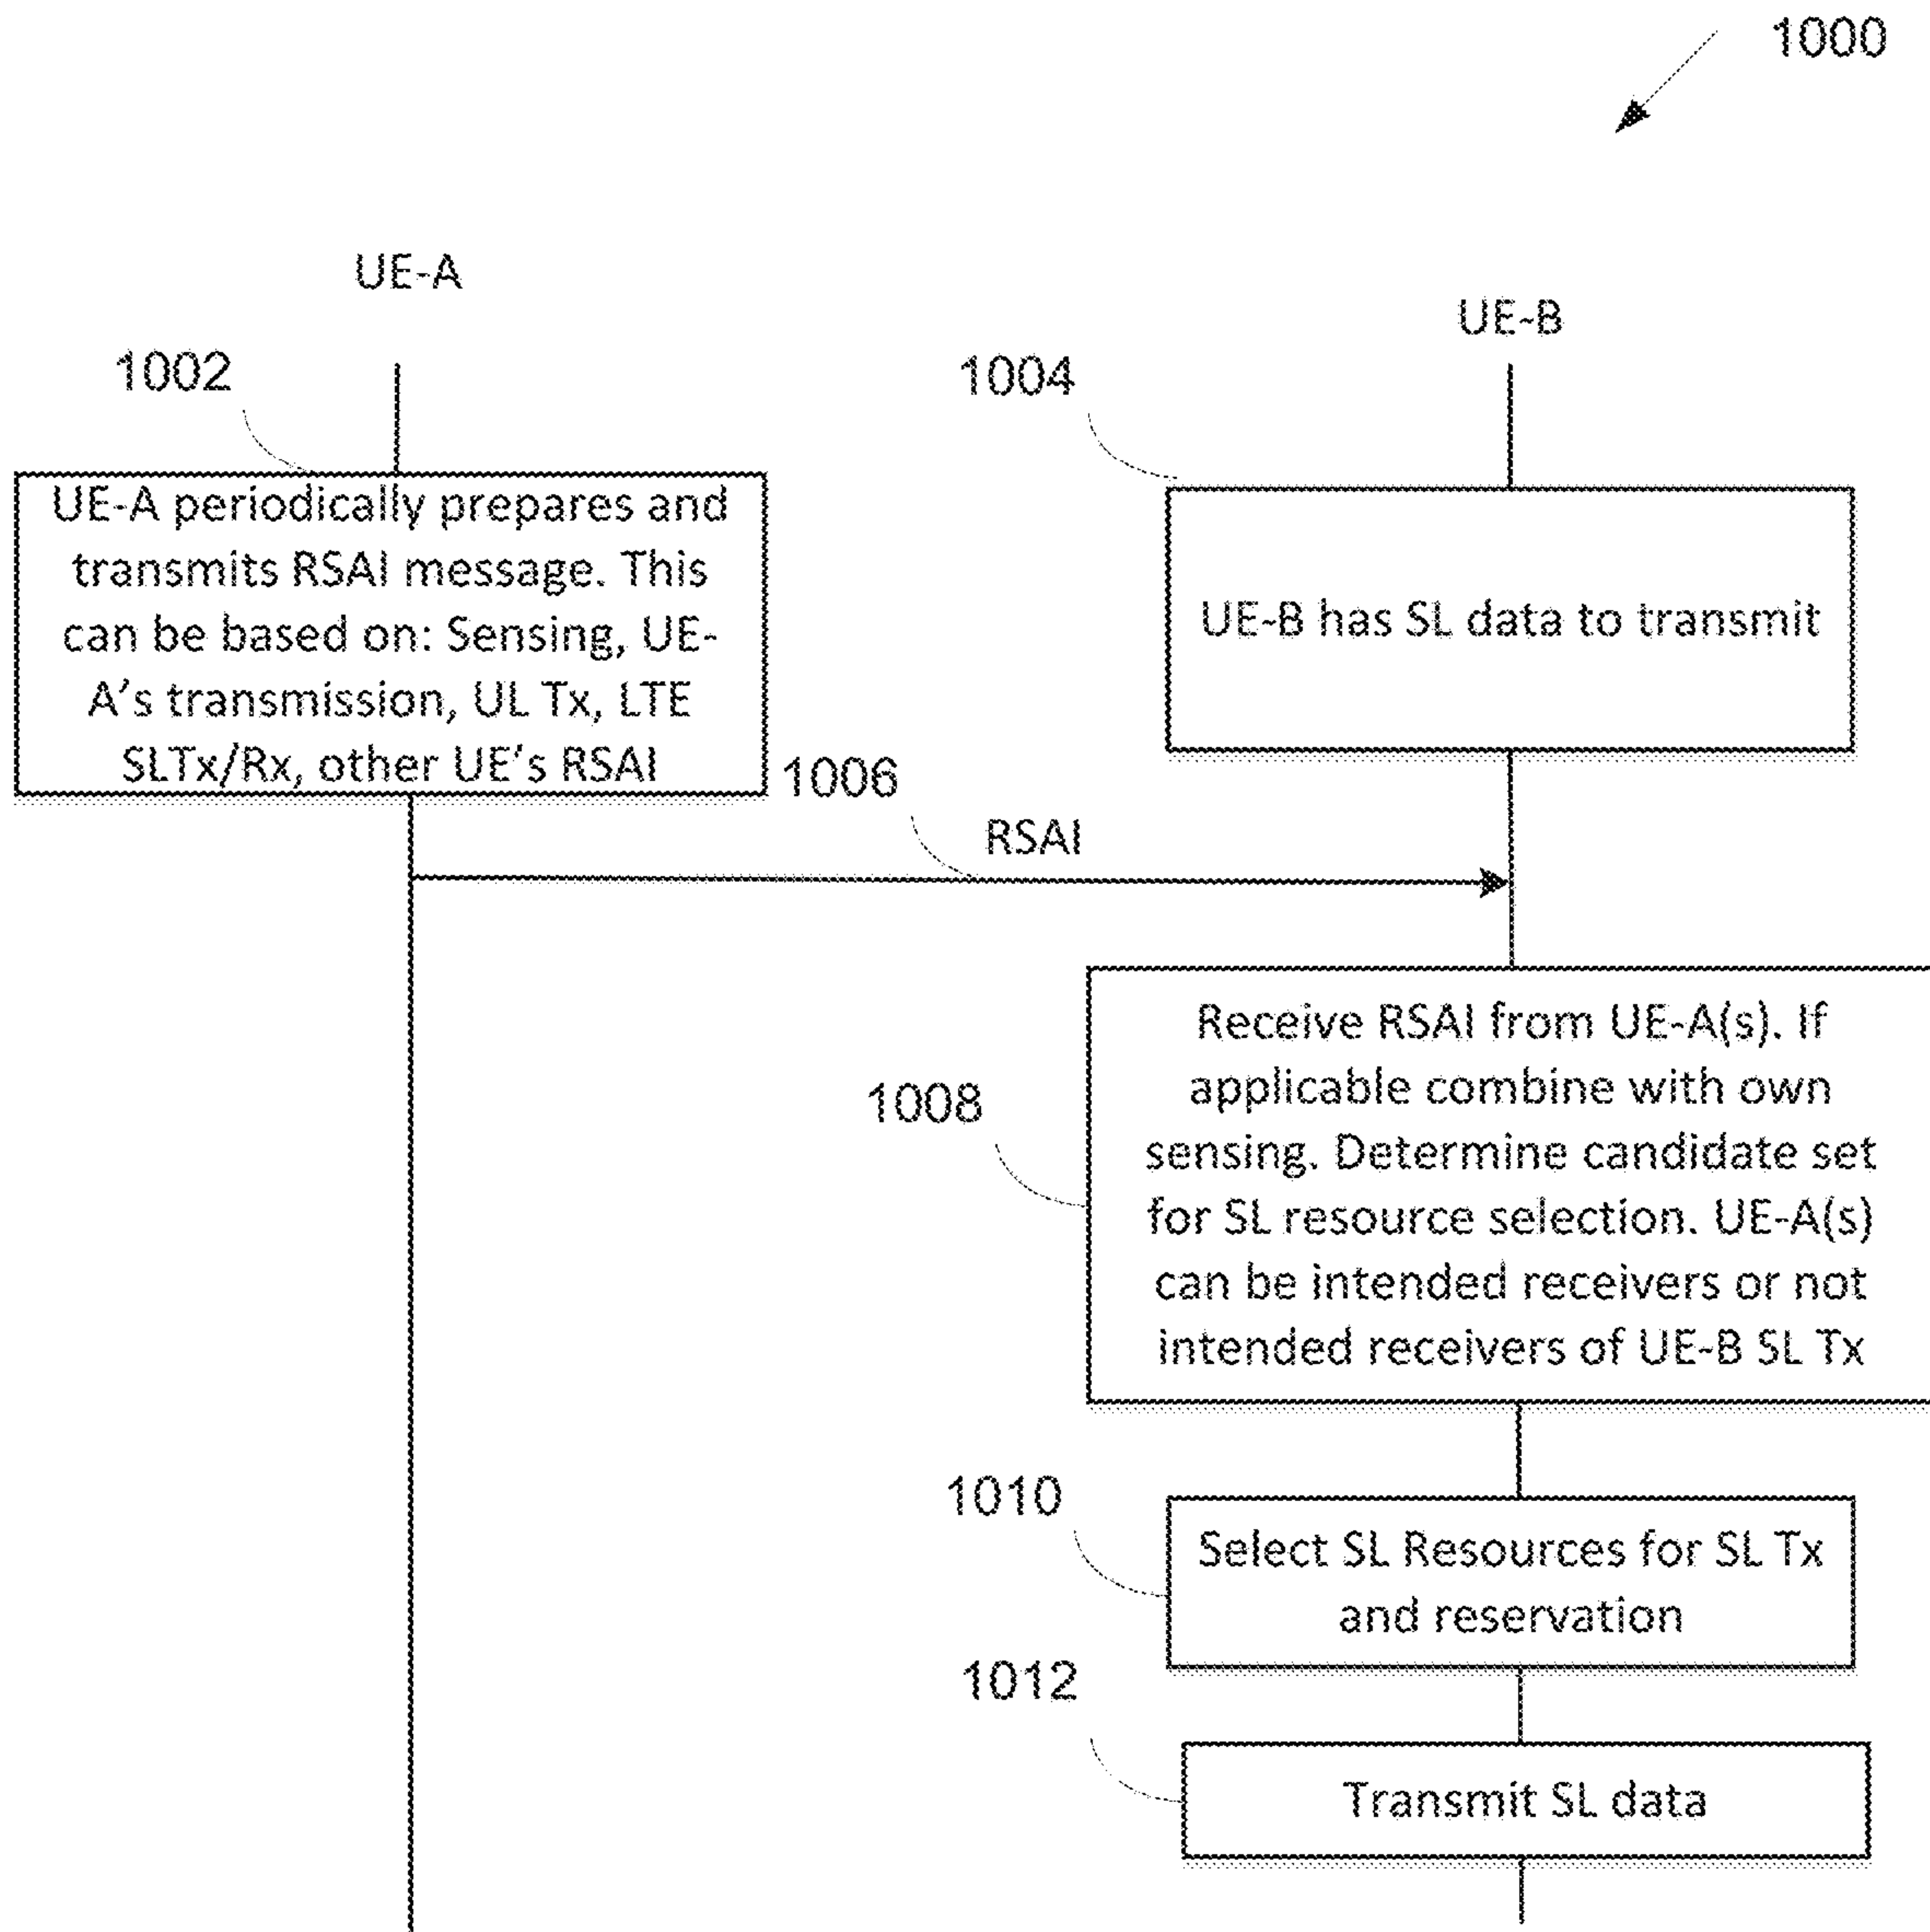 1000
UE-A
UE-B
1002
1004
UE-A periodically prepares and
transmits RSAI message. This
can be based on: Sensing, UE-
A's transmission, UL Tx, LTE
SLTx/Rx, other UE's RSAI
UE-B has SL data to transmit
1006
RSAI
1008
Receive RSAI from UE-A(s). If
applicable combine with own
sensing. Determine candidate set
for SL resource selection. UE-A(s)
can be intended receivers or not
intended receivers of UE-B SL Tx
1010
Select SL Resources for SL Tx
and reservation
1012
Transmit SL data